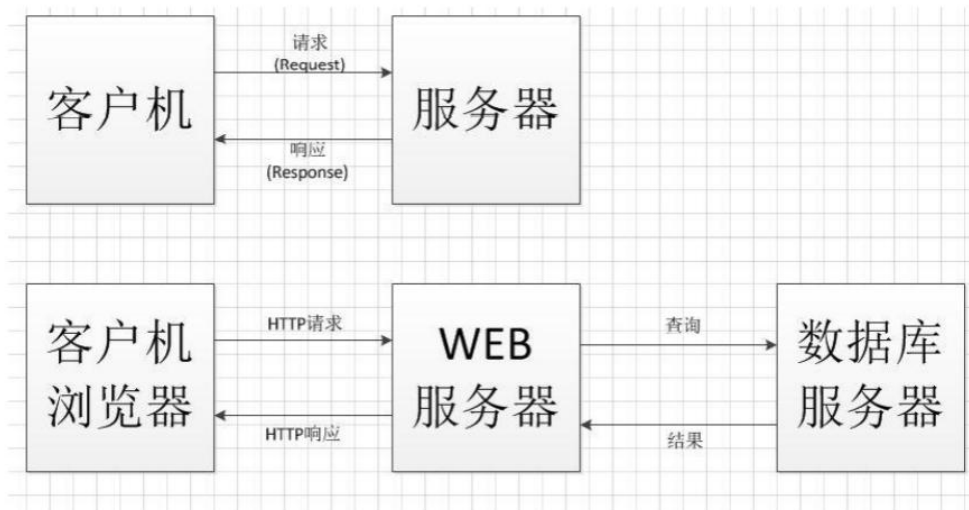 客户机
请求
(Request)
响应
(Response)
服务器
客户机
浏览器
HTTP请求
HTTP响应
WEB
服务器
查询
结果
数据库
服务器